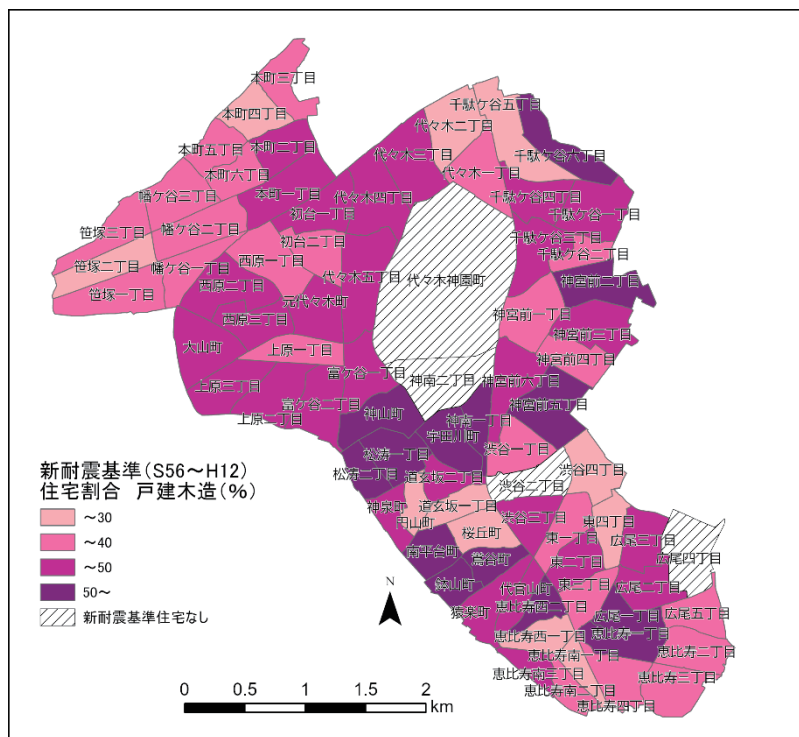 本町三丁目
千駄ケ谷五丁目
本町四丁目
代々木二丁目
本町五丁目
本町二丁目
代々木三丁目
千駄ケ谷六丁目
本町六丁目
代々木一丁目
幡ケ谷三丁目
本町一丁目
代々木四丁目
千駄ケ谷四丁目
初台一丁目
千駄ケ谷一丁目
笹塚三丁目
幡ケ谷二丁目
初台二丁目
千駄ケ谷三丁目
千駄ケ谷二丁目
笹塚二丁目
幡ケ谷一丁目
西原一丁目
代々木五丁目
代々木神園町
神宮前二丁目
笹塚一丁目
西原二丁目
元代々木町
神宮前一丁目
西原三丁目
神宮前三丁目
大山町
上原一丁目
神宮前四丁目
富ケ谷一丁目
神南二丁目
神宮前六丁目
上原三丁目
富ケ谷二丁目
神宮前五丁目
上原二丁目
神山町
神南一丁目
宇田川町
松涛一丁目
渋谷一丁目
松涛二丁目
道玄坂二丁目
渋谷四丁目
渋谷二丁目
神泉町
道玄坂一丁目
円山町
渋谷三丁目
東四丁目
桜丘町
東一丁目
広尾三丁目
南平台町
鶯谷町
東二丁目
広尾四丁目
鉢山町
代官山町
東三丁目
広尾二丁目
猿楽町
恵比寿西二丁目
広尾一丁目
広尾五丁目
恵比寿西一丁目
恵比寿一丁目
恵比寿南一丁目
恵比寿二丁目
恵比寿南三丁目
恵比寿三丁目
恵比寿南二丁目
恵比寿四丁目
新耐震基準(S56～H12)
住宅割合 戸建木造(%)
～30
～40
～50
50～
新耐震基準住宅なし
N
0 0.5 1 1.5 2
km